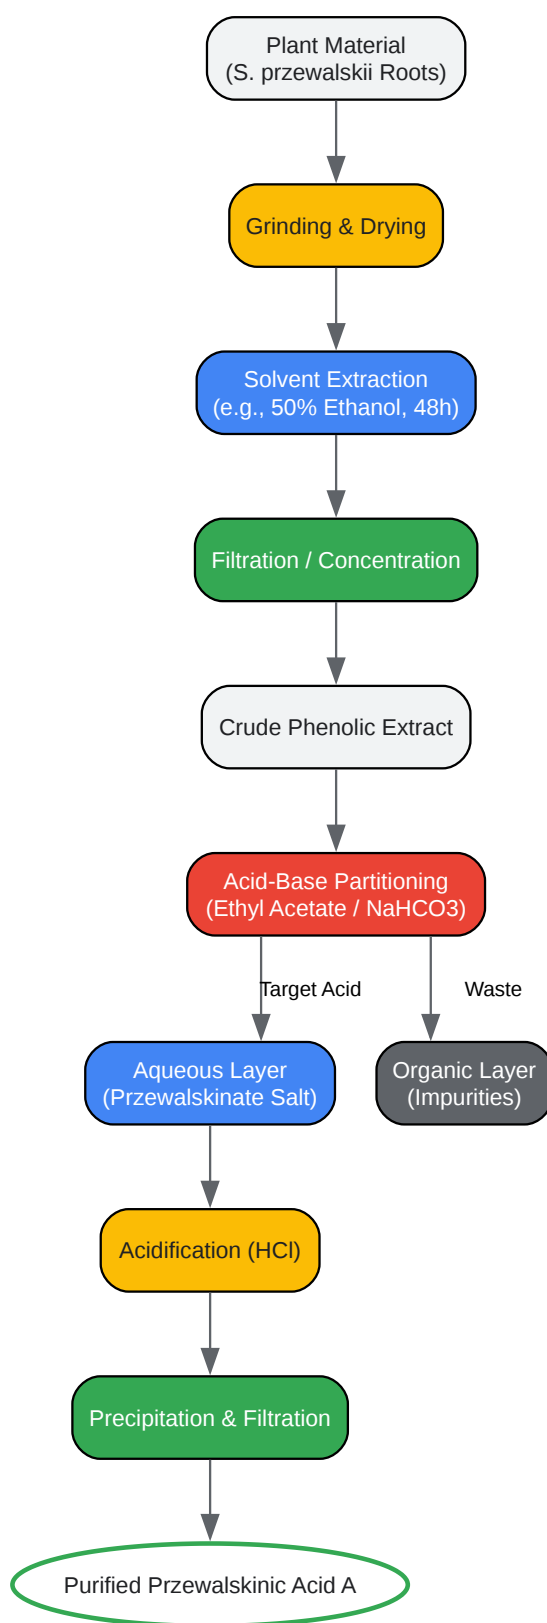 Plant Material
(S. przewalskii Roots)
Grinding & Drying
Solvent Extraction
(e.g., 50% Ethanol, 48h)
Filtration / Concentration
Crude Phenolic Extract
Acid-Base Partitioning
(Ethyl Acetate / NaHCO3)
Target Acid
Waste
Aqueous Layer
(Przewalskinate Salt)
Organic Layer
(Impurities)
Acidification (HCl)
Precipitation & Filtration
Purified Przewalskinic Acid A